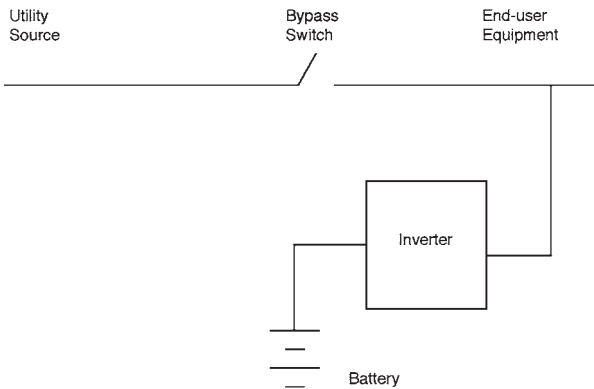 Utility
Source
Bypass
Switch
End-user
Equipment
Inverter
Battery